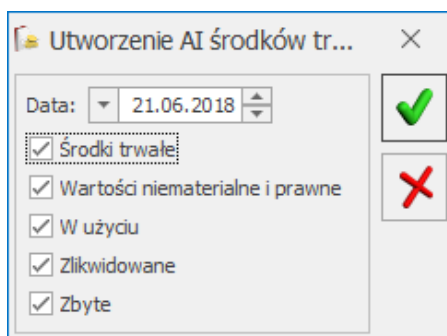 Utworzenie AI środków tr...
Data: 21.06.2018
Środki trwałe
Wartości niematerialne i prawne
W użyciu
Zlikwidowane
Zbyte